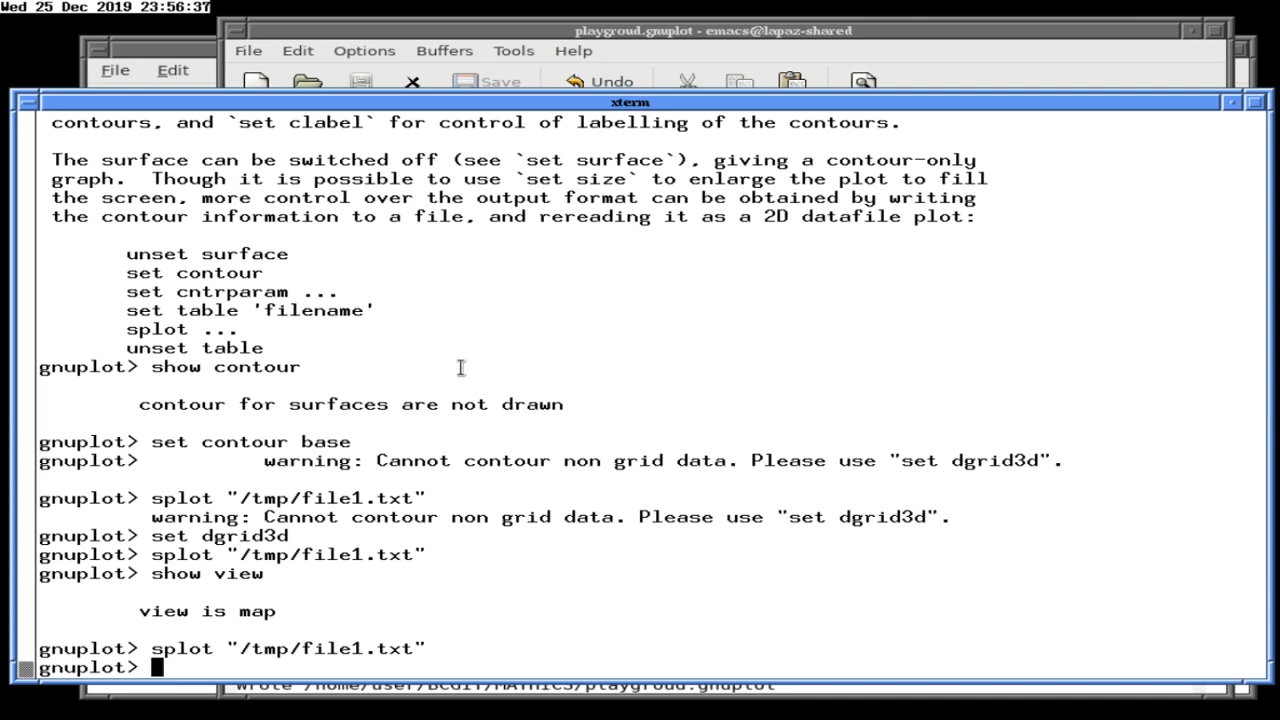 Wed 25 Dec 2019 23:56:37
playgroud.gnuplot - emacs@lapaz-shared
File Edit
File Edit Options Buffers Tools Help
Save Undo
xterm
contours, and `set clabel` for control of labelling of the contours.
The surface can be switched off (see `set surface`), giving a contour-only
graph.  Though it is possible to use `set size` to enlarge the plot to fill
the screen, more control over the output format can be obtained by writing
the contour information to a file, and rereading it as a 2D datafile plot:
unset surface
set contour
set cntrparam ...
set table 'filename'
splot ...
unset table
gnuplot> show contour
contour for surfaces are not drawn
gnuplot> set contour base
gnuplot>          warning: Cannot contour non grid data. Please use "set dgrid3d".
gnuplot> splot "/tmp/file1.txt"
warning: Cannot contour non grid data. Please use "set dgrid3d".
gnuplot> set dgrid3d
gnuplot> splot "/tmp/file1.txt"
gnuplot> show view
view is map
gnuplot> splot "/tmp/file1.txt"
gnuplot>
Wrote /home/user/BCGIT/MATHICS/playgroud.gnuplot